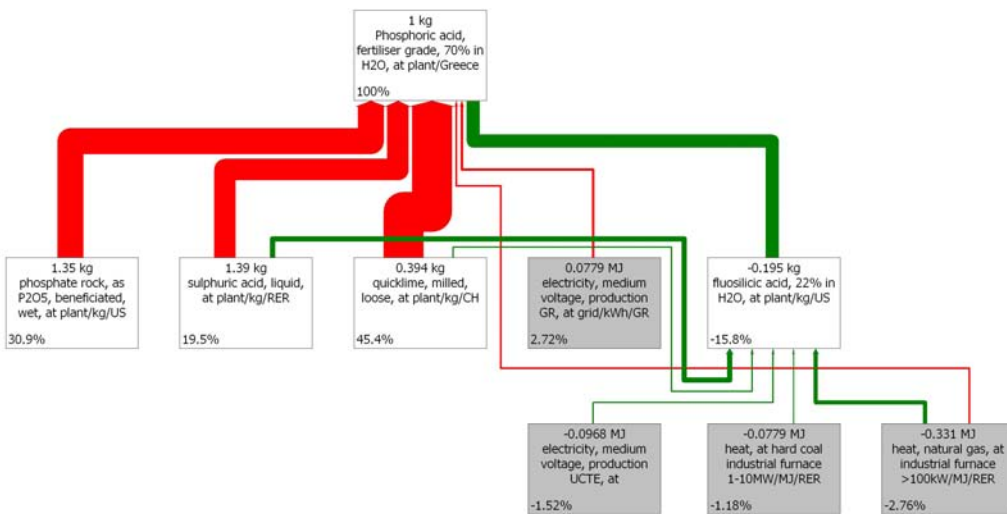 1 kg
Phosphoric acid,
fertiliser grade, 70% in
H2O, at plant/Greece
100%
1.35 kg
phosphate rock, as
P2O5, beneficiated,
wet, at plant/kg/US
30.9%
1.39 kg
sulphuric acid, liquid,
at plant/kg/RER
19.5%
0.394 kg
quicklime, milled,
loose, at plant/kg/CH
45.4%
0.0779 MJ
electricity, medium
voltage, production
GR, at grid/kWh/GR
2.72%
-0.195 kg
fluosilicic acid, 22% in
H2O, at plant/kg/US
-15.8%
-0.0968 MJ
electricity, medium
voltage, production
UCTE, at
-1.52%
-0.0779 MJ
heat, at hard coal
industrial furnace
1-10MW/MJ/RER
-1.18%
-0.331 MJ
heat, natural gas, at
industrial furnace
>100kW/MJ/RER
-2.76%